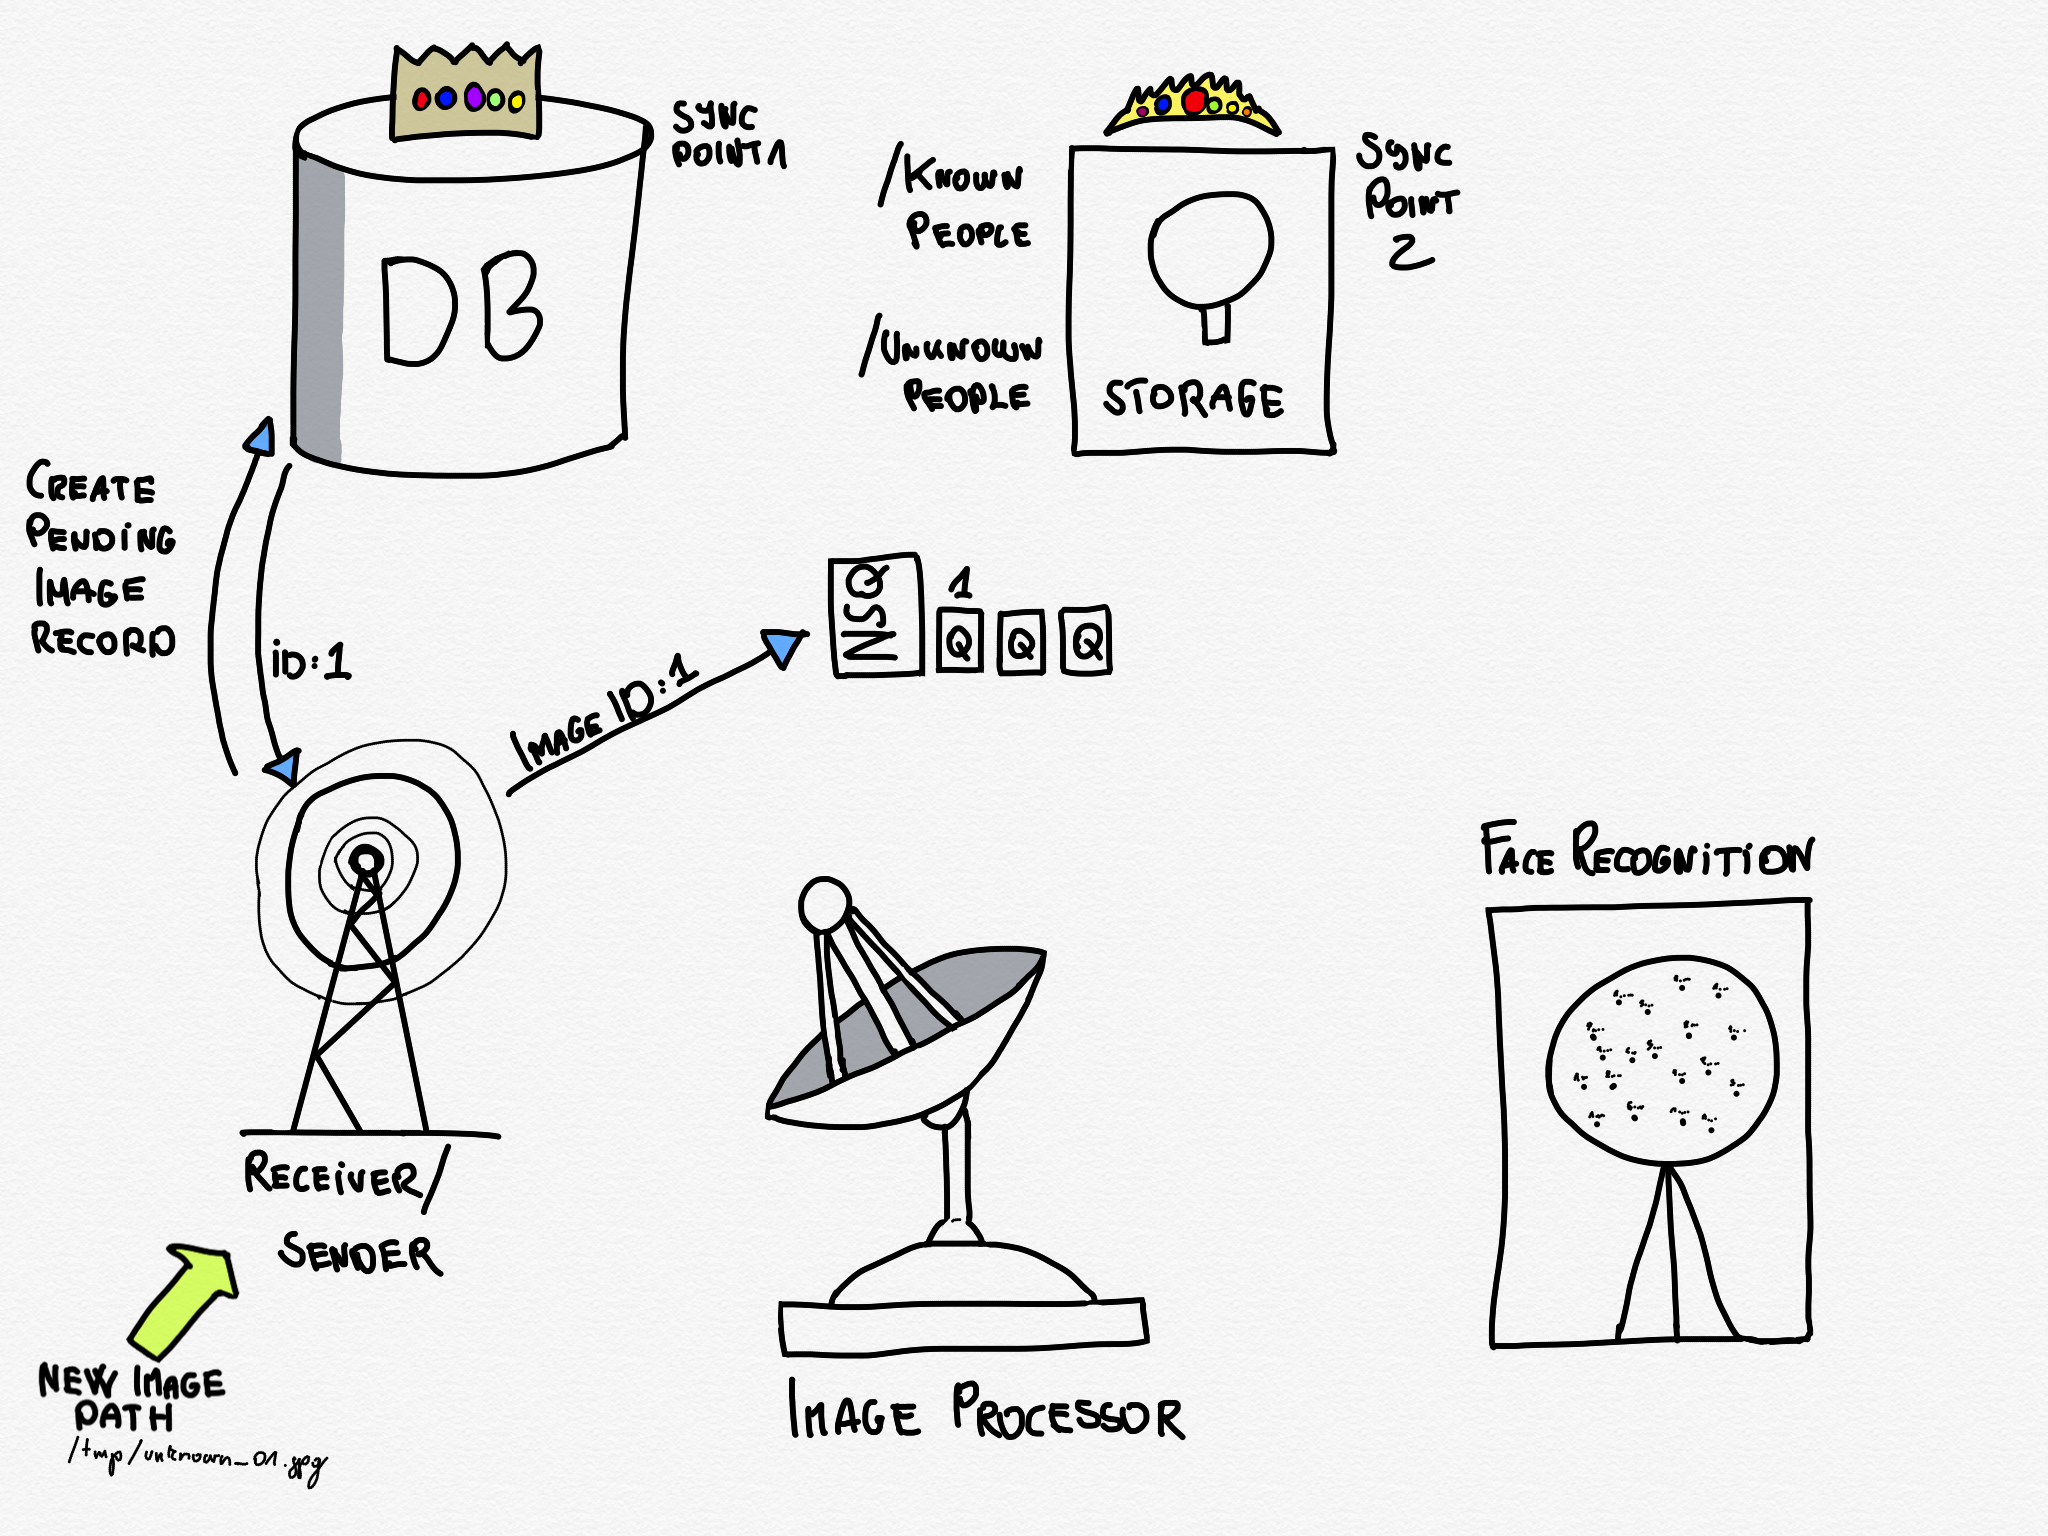 SYNC
POINT 1
DB
/KNOWN
PEOPLE
/UNKNOWN
PEOPLE
STORAGE
SYNC
POINT
2
CREATE
PENDING
IMAGE
RECORD
iD:1
IMAGE ID:1
NSQ
1
Q Q Q
RECEiVER/
SENDER
NEW IMAGE
PATH
/tmp/unknown_01.jpg
IMAGE PROCESSOR
FACE RECOGNiTiON